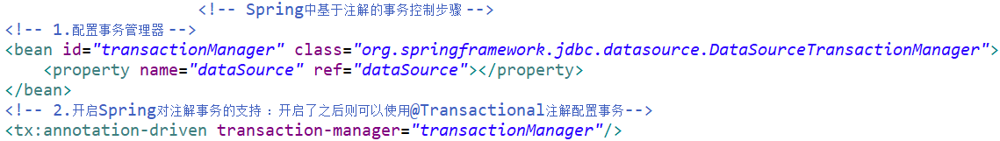 <!-- Spring中基于注解的事务控制步骤 -->
<!-- 1.配置事务管理器 -->
<bean id="transactionManager" class="org.springframework.jdbc.datasource.DataSourceTransactionManager">
<property name="dataSource" ref="dataSource"></property>
</bean>
<!-- 2.开启Spring对注解事务的支持：开启了之后则可以使用@Transactional注解配置事务-->
<tx:annotation-driven transaction-manager="transactionManager"/>